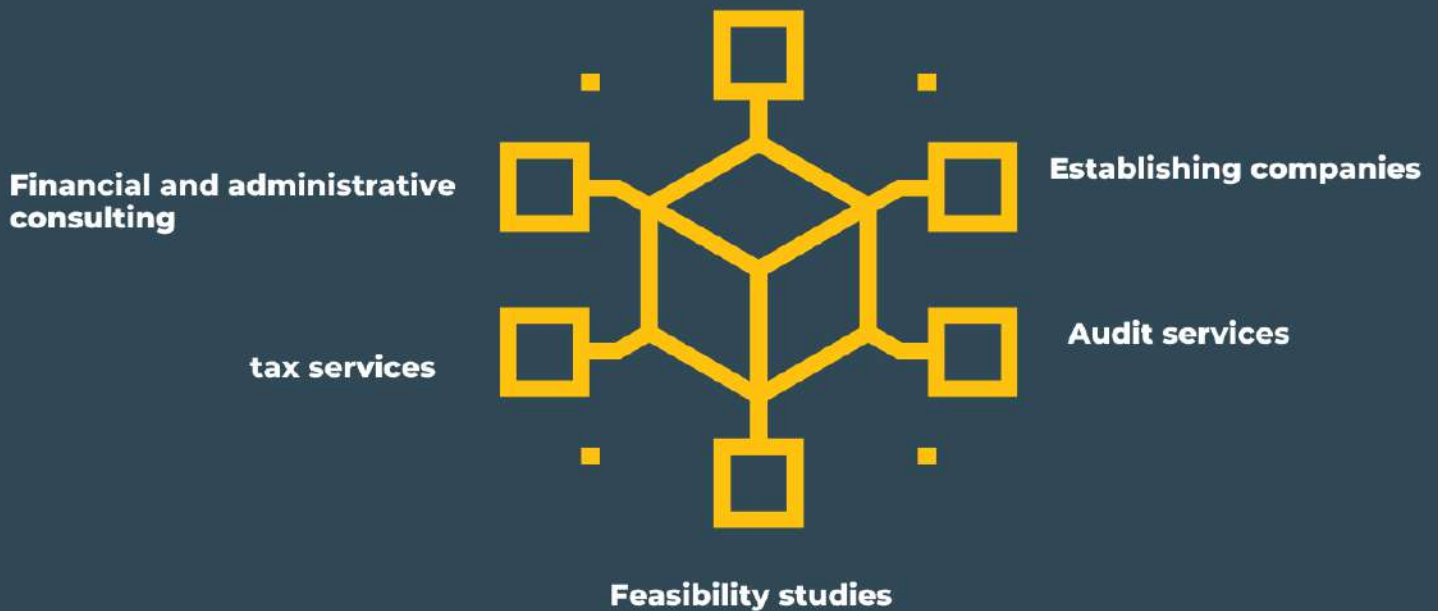 Establishing companies
Financial and administrative
consulting
Audit services
tax services
Feasibility studies